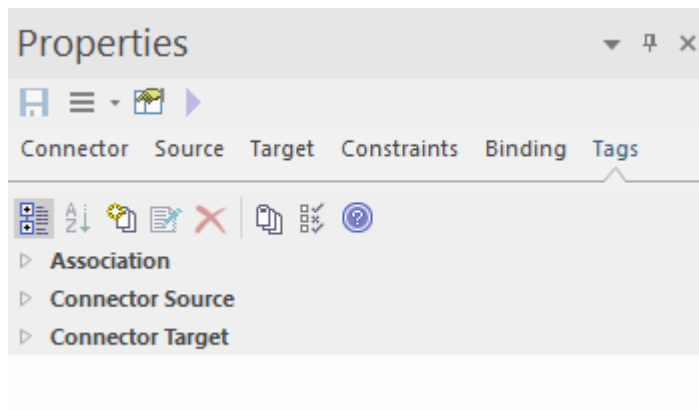 Properties
Connector Source Target Constraints Binding Tags
Association
Connector Source
Connector Target